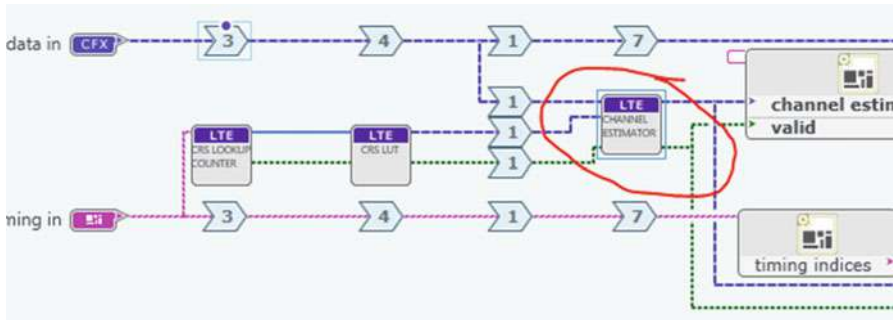 data in CFX 3 4 1 7
1
LTE
CHANNEL
ESTIMATOR
channel estin
valid
LTE
CRS LOOKUP
COUNTER
LTE
CRS LUT
1
1
ming in 3 4 1 7
timing indices